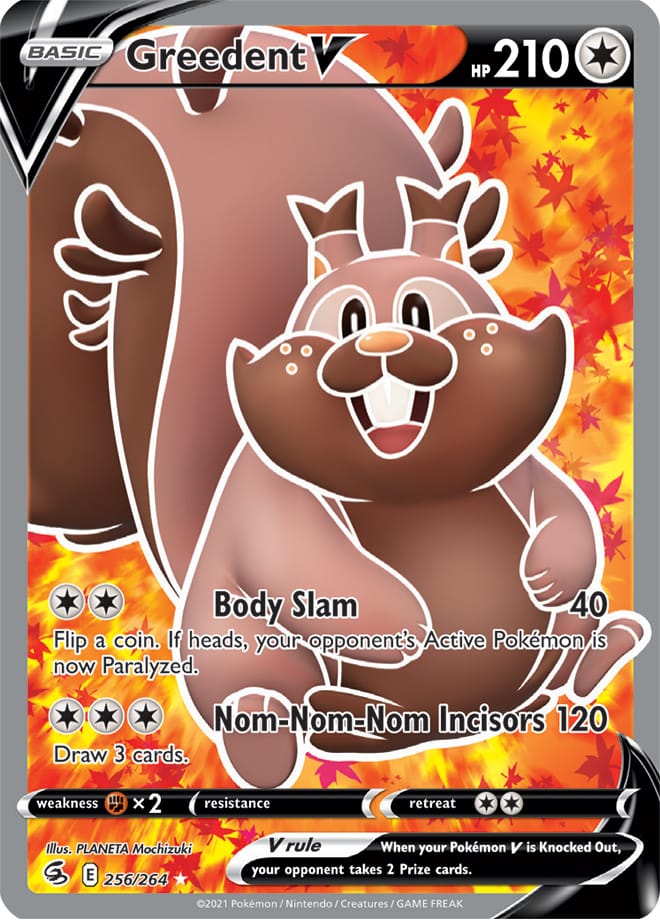 BASIC Greedent V HP 210
Body Slam 40
Flip a coin. If heads, your opponent's Active Pokémon is
now Paralyzed.
Nom-Nom-Nom Incisors 120
Draw 3 cards.
weakness ×2 resistance retreat
Illus. PLANETA Mochizuki
V rule When your Pokémon V is Knocked Out,
your opponent takes 2 Prize cards.
E 256/264
©2021 Pokémon / Nintendo / Creatures / GAME FREAK